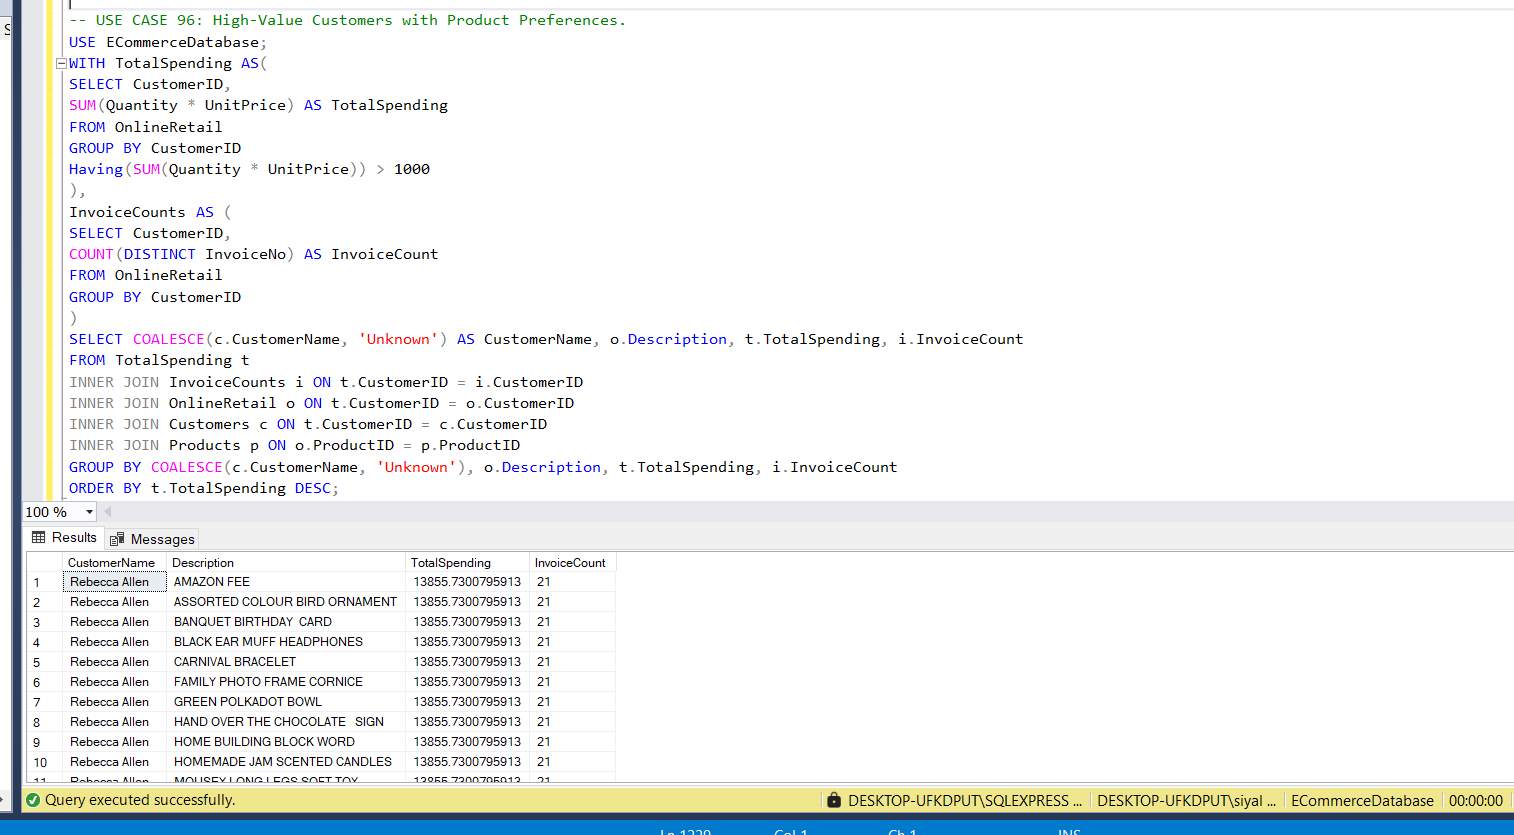 -- USE CASE 96: High-Value Customers with Product Preferences.
USE ECommerceDatabase;
WITH TotalSpending AS(
SELECT CustomerID,
SUM(Quantity * UnitPrice) AS TotalSpending
FROM OnlineRetail
GROUP BY CustomerID
Having(SUM(Quantity * UnitPrice)) > 1000
),
InvoiceCounts AS (
SELECT CustomerID,
COUNT(DISTINCT InvoiceNo) AS InvoiceCount
FROM OnlineRetail
GROUP BY CustomerID
)
SELECT COALESCE(c.CustomerName, 'Unknown') AS CustomerName, o.Description, t.TotalSpending, i.InvoiceCount
FROM TotalSpending t
INNER JOIN InvoiceCounts i ON t.CustomerID = i.CustomerID
INNER JOIN OnlineRetail o ON t.CustomerID = o.CustomerID
INNER JOIN Customers c ON t.CustomerID = c.CustomerID
INNER JOIN Products p ON o.ProductID = p.ProductID
GROUP BY COALESCE(c.CustomerName, 'Unknown'), o.Description, t.TotalSpending, i.InvoiceCount
ORDER BY t.TotalSpending DESC;
100 %
Results Messages
CustomerName Description TotalSpending InvoiceCount
1 Rebecca Allen AMAZON FEE 13855.7300795913 21
2 Rebecca Allen ASSORTED COLOUR BIRD ORNAMENT 13855.7300795913 21
3 Rebecca Allen BANQUET BIRTHDAY  CARD 13855.7300795913 21
4 Rebecca Allen BLACK EAR MUFF HEADPHONES 13855.7300795913 21
5 Rebecca Allen CARNIVAL BRACELET 13855.7300795913 21
6 Rebecca Allen FAMILY PHOTO FRAME CORNICE 13855.7300795913 21
7 Rebecca Allen GREEN POLKADOT BOWL 13855.7300795913 21
8 Rebecca Allen HAND OVER THE CHOCOLATE   SIGN 13855.7300795913 21
9 Rebecca Allen HOME BUILDING BLOCK WORD 13855.7300795913 21
10 Rebecca Allen HOMEMADE JAM SCENTED CANDLES 13855.7300795913 21
11 Rebecca Allen MOUSEY LONG LEGS SOFT TOY 13855.7300795913 21
Query executed successfully. DESKTOP-UFKDPUT\SQLEXPRESS ... DESKTOP-UFKDPUT\siyal ... ECommerceDatabase 00:00:00
Col 1 Ch 1 INS